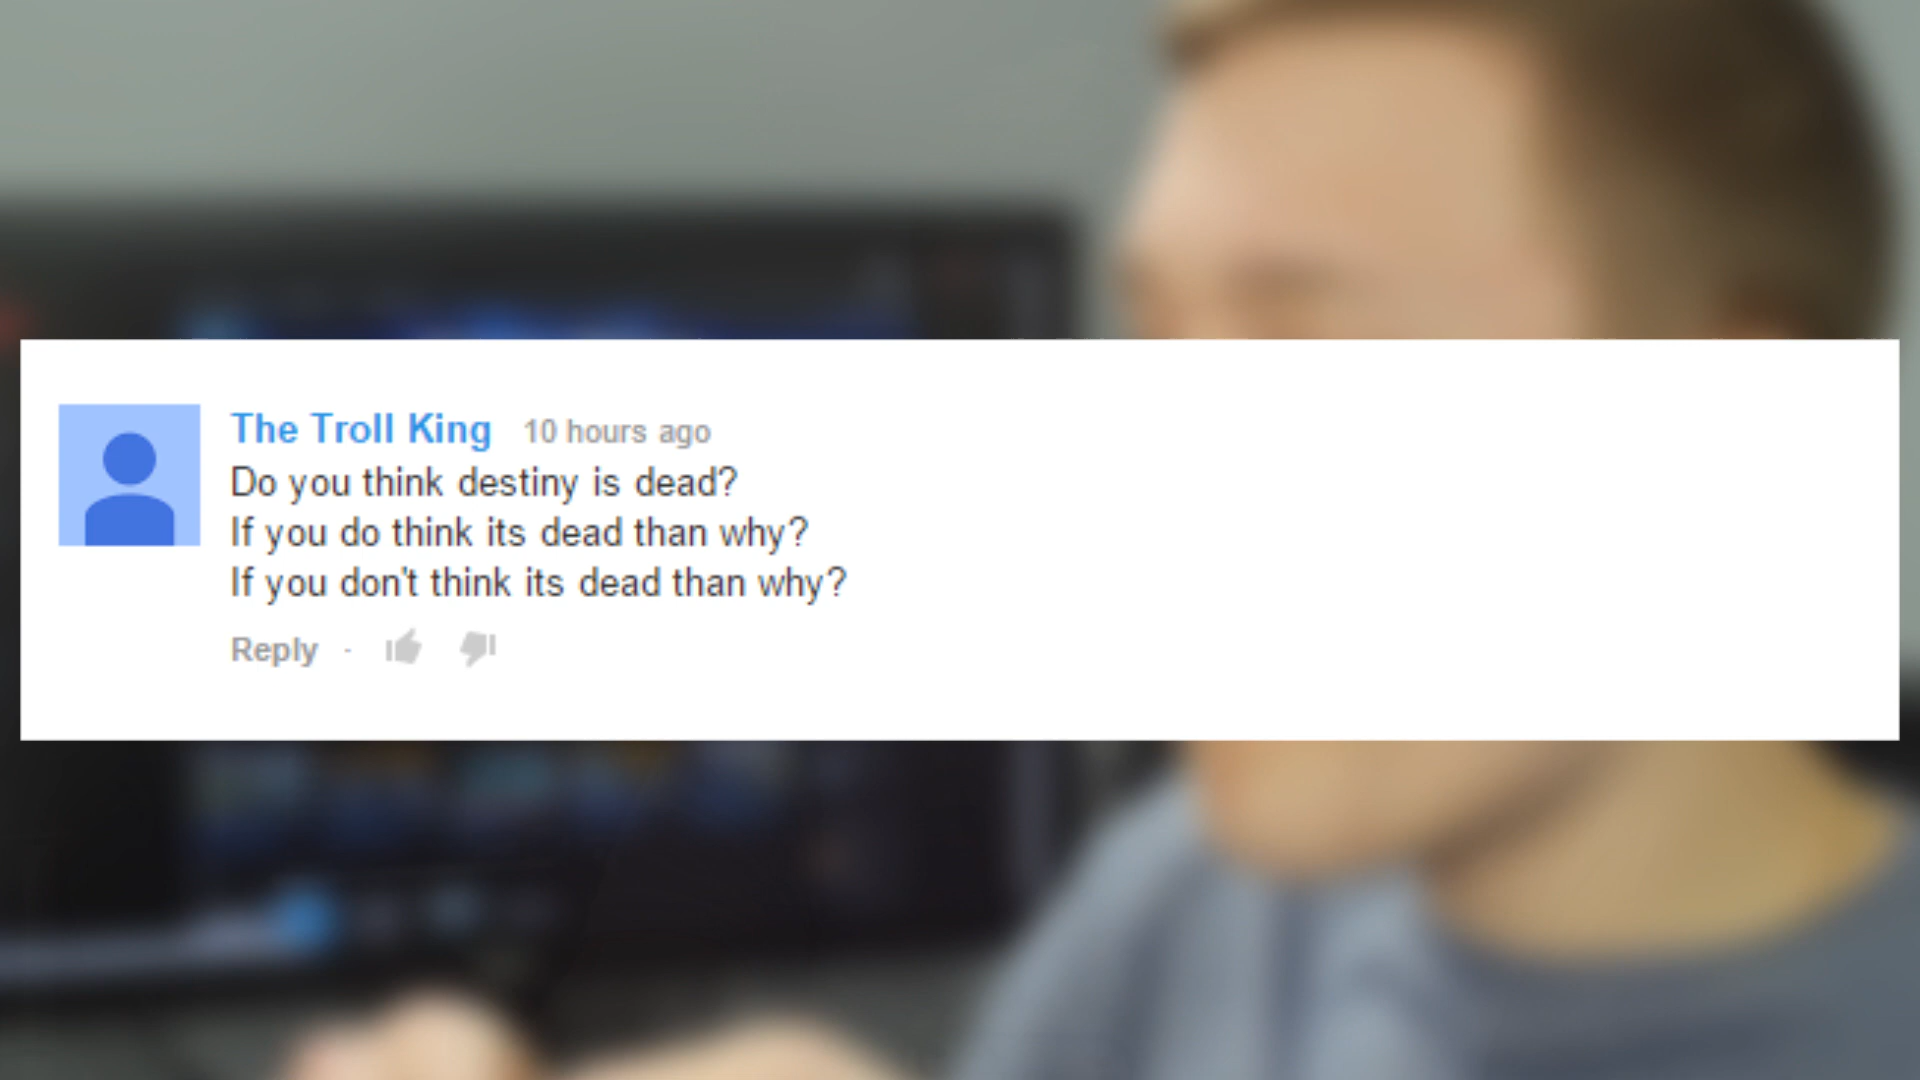 The Troll King 10 hours ago
Do you think destiny is dead?
If you do think its dead than why?
If you don't think its dead than why?
Reply ·